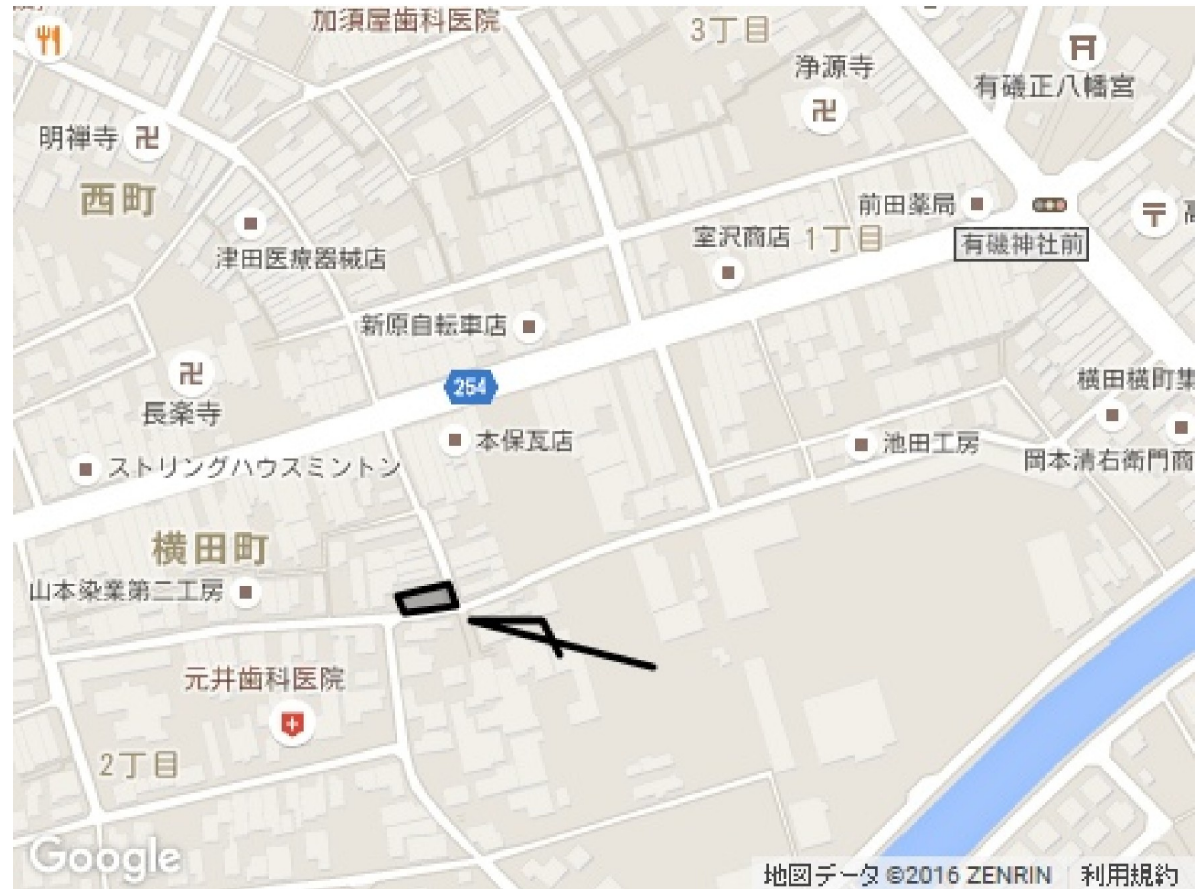 加須屋歯科医院
3丁目
浄源寺
有磯正八幡宮
明禅寺
西町
前田薬局
室沢商店
1丁目
有磯神社前
津田医療器械店
新原自転車店
254
長楽寺
本保瓦店
横田横町集
池田工房
岡本清右衛門商
ストリングハウスミントン
横田町
山本染業第二工房
元井歯科医院
2丁目
Google
地図データ ©2016 ZENRIN
利用規約